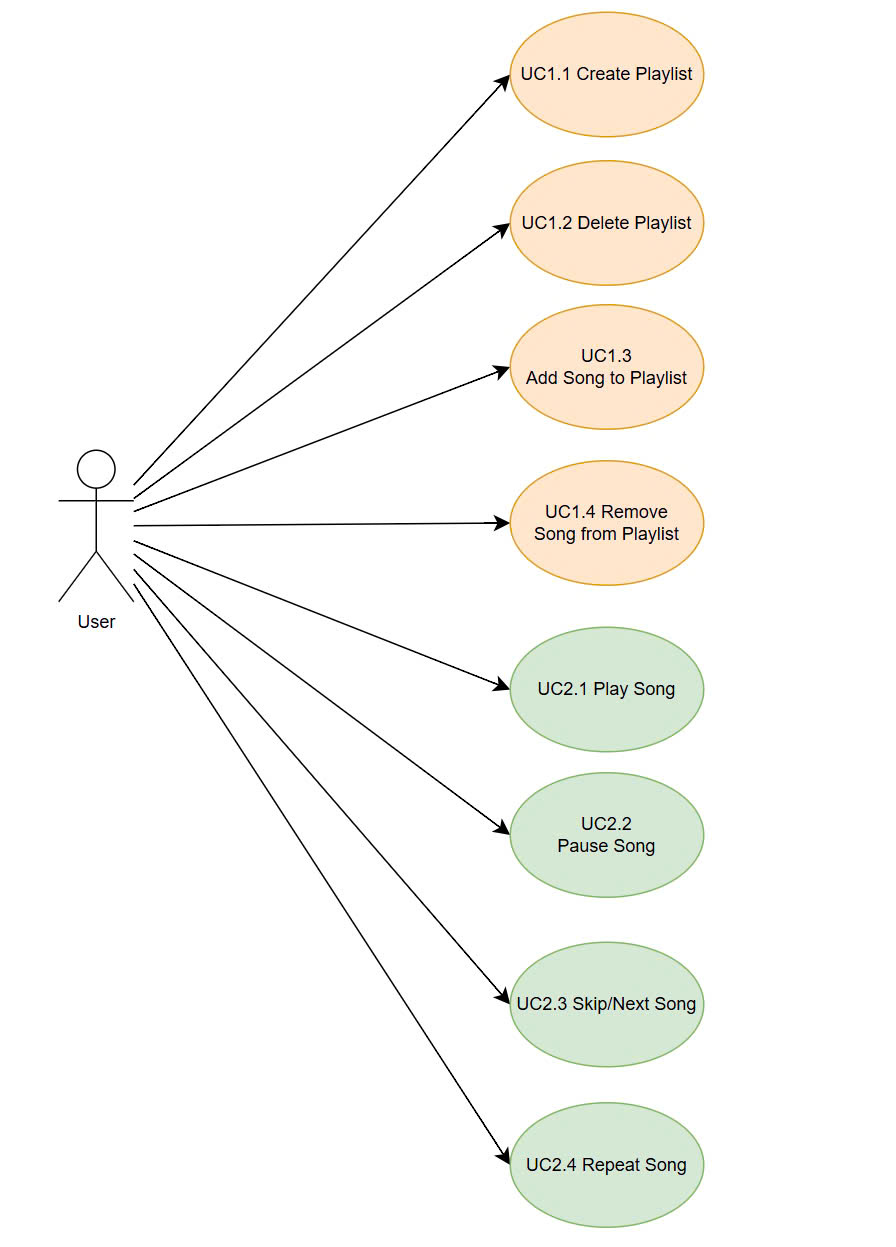 UC1.1 Create Playlist
UC1.2 Delete Playlist
UC1.3
Add Song to Playlist
UC1.4 Remove
Song from Playlist
User
UC2.1 Play Song
UC2.2
Pause Song
UC2.3 Skip/Next Song
UC2.4 Repeat Song